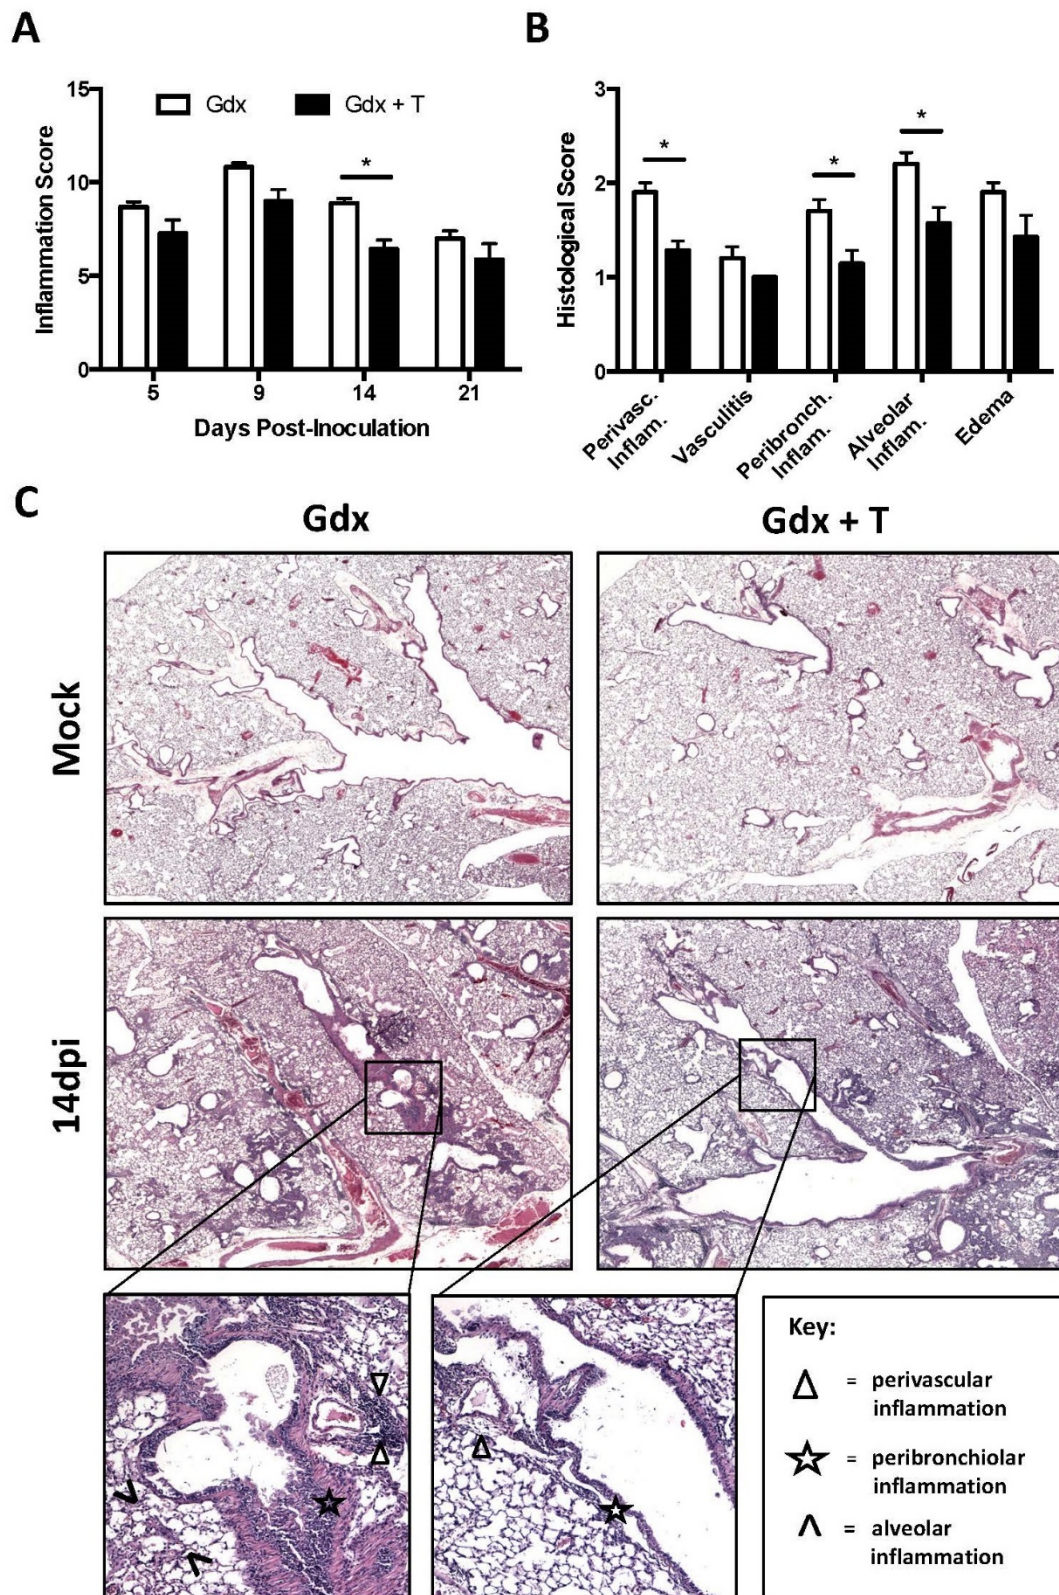 A
15
10
5
0
Inflammation Score
Gdx
Gdx + T
*
5 9 14 21
Days Post-Inoculation
B
3
2
1
0
Histological Score
* * *
Perivasc. Inflam.
Vasculitis
Peribronch. Inflam.
Alveolar Inflam.
Edema
C
Gdx
Gdx + T
Mock
14dpi
Key:
= perivascular
inflammation
= peribronchiolar
inflammation
= alveolar
inflammation